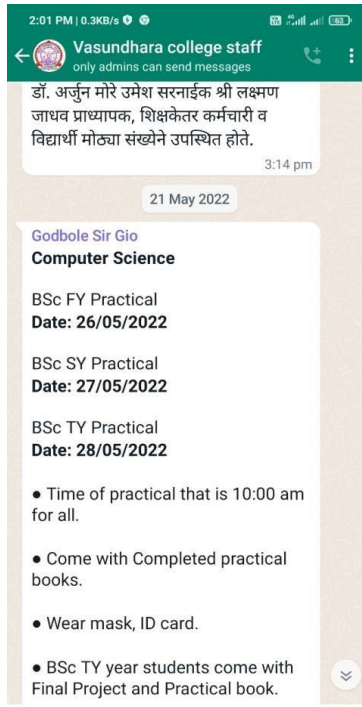 2:01 PM | 0.3KB/s
63
Vasundhara college staff
only admins can send messages
डॉ. अर्जुन मोरे उमेश सरनाईक श्री लक्ष्मण
जाधव प्राध्यापक, शिक्षकेतर कर्मचारी व
विद्यार्थी मोठ्या संख्येने उपस्थित होते.
3:14 pm
21 May 2022
Godbole Sir Gio
Computer Science
BSc FY Practical
Date: 26/05/2022
BSc SY Practical
Date: 27/05/2022
BSc TY Practical
Date: 28/05/2022
● Time of practical that is 10:00 am
for all.
● Come with Completed practical
books.
● Wear mask, ID card.
● BSc TY year students come with
Final Project and Practical book.